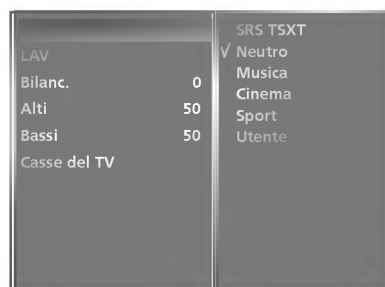 LAV
Bilanc. 0
Alti 50
Bassi 50
Casse del TV
SRS TSXT
√ Neutro
Musica
Cinema
Sport
Utente